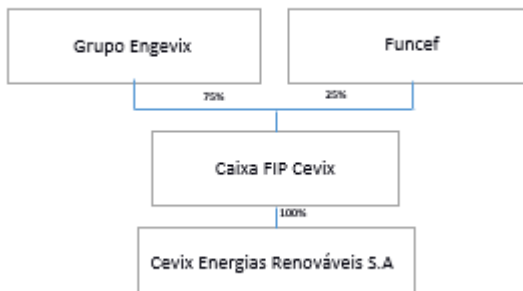 Grupo Engevix
Funcef
75%
25%
Caixa FIP Cevix
100%
Cevix Energias Renováveis S.A